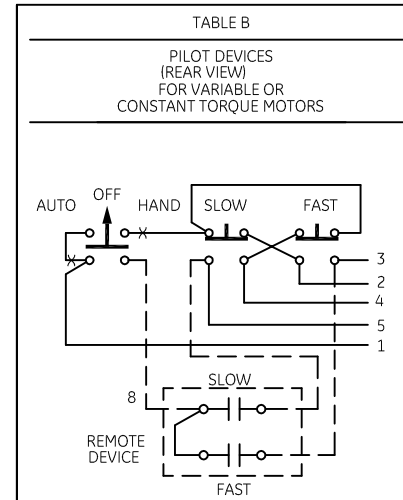 TABLE B
PILOT DEVICES
(REAR VIEW)
FOR VARIABLE OR
CONSTANT TORQUE MOTORS
AUTO OFF HAND SLOW FAST
X
X
3
2
4
5
1
SLOW
8
REMOTE
DEVICE
FAST